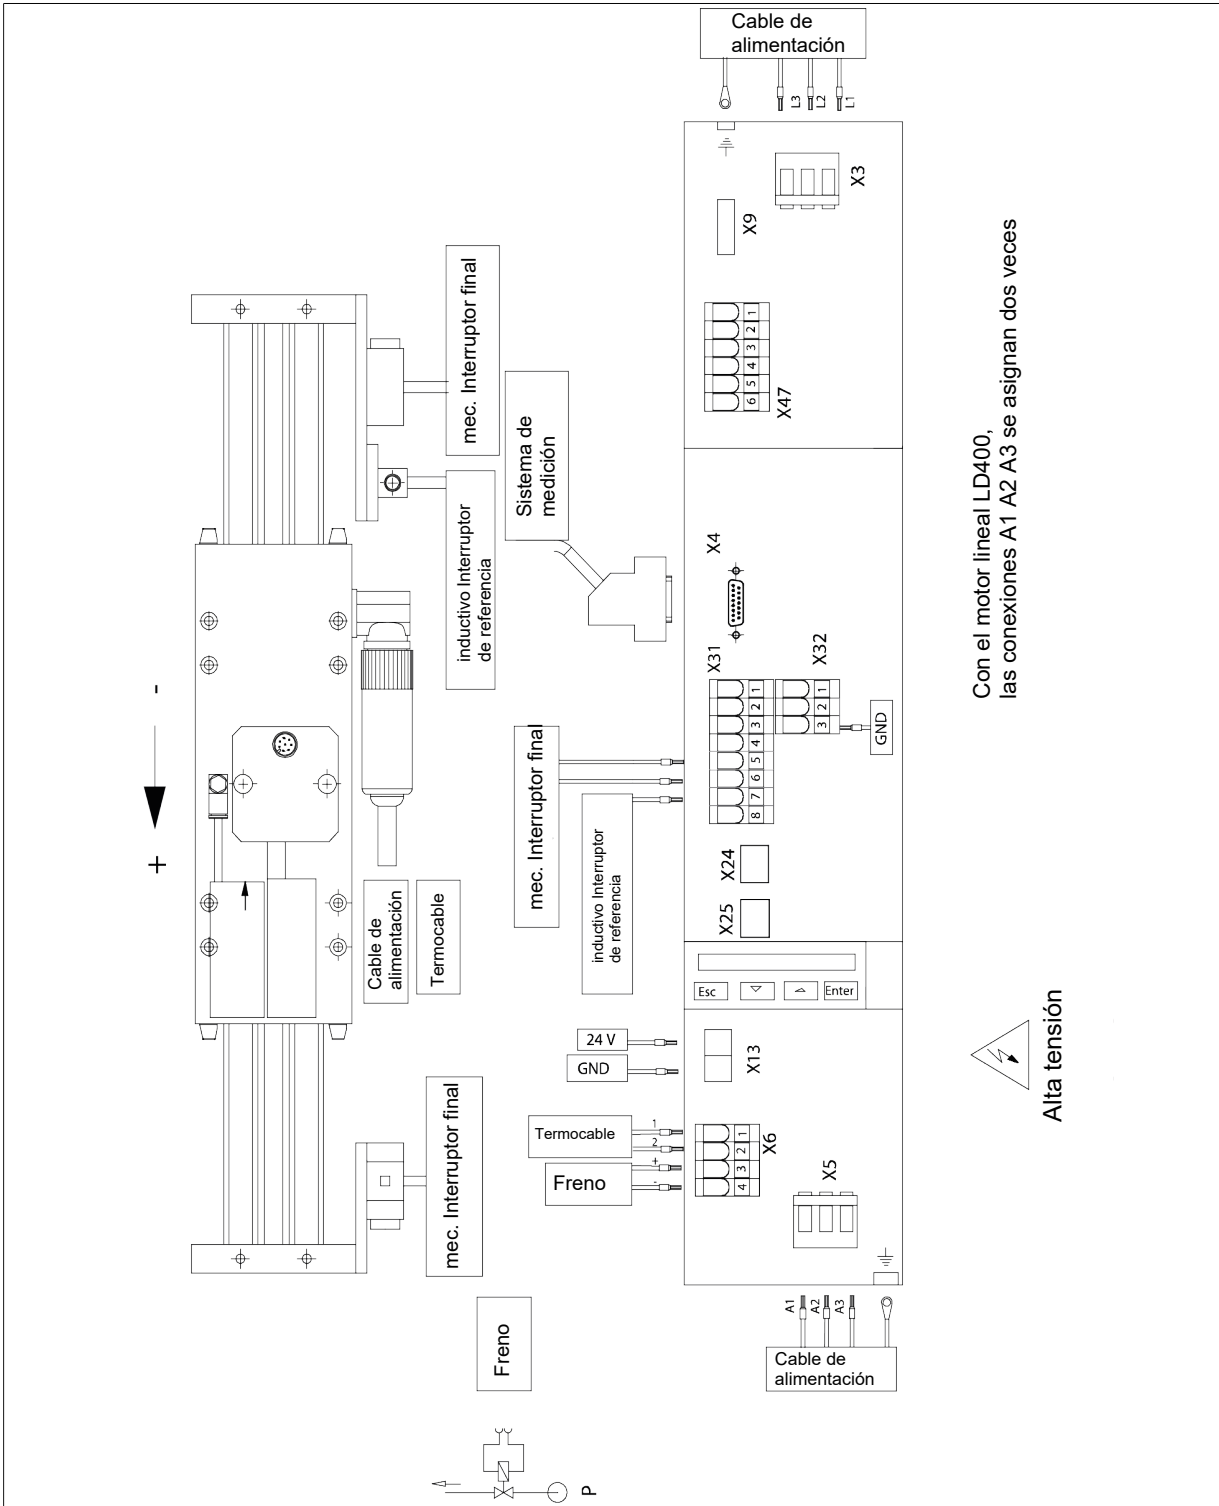 Cable de
alimentación
L3
L2
L1
X3
X9
1
2
3
4
5
6
X47
mec. Interruptor final
Sistema de
medición
inductivo Interruptor
de referencia
X4
X31
X32
1
2
3
4
5
6
7
8
1
2
3
GND
-
+
mec. Interruptor final
inductivo Interruptor
de referencia
X24
X25
Cable de
alimentación
Termocable
Esc
Enter
24 V
GND
X13
Termocable
1
2
Freno
+
-
1
2
3
4
X6
X5
mec. Interruptor final
A1
A2
A3
Cable de
alimentación
Freno
P
Con el motor lineal LD400,
las conexiones A1 A2 A3 se asignan dos veces
Alta tensión